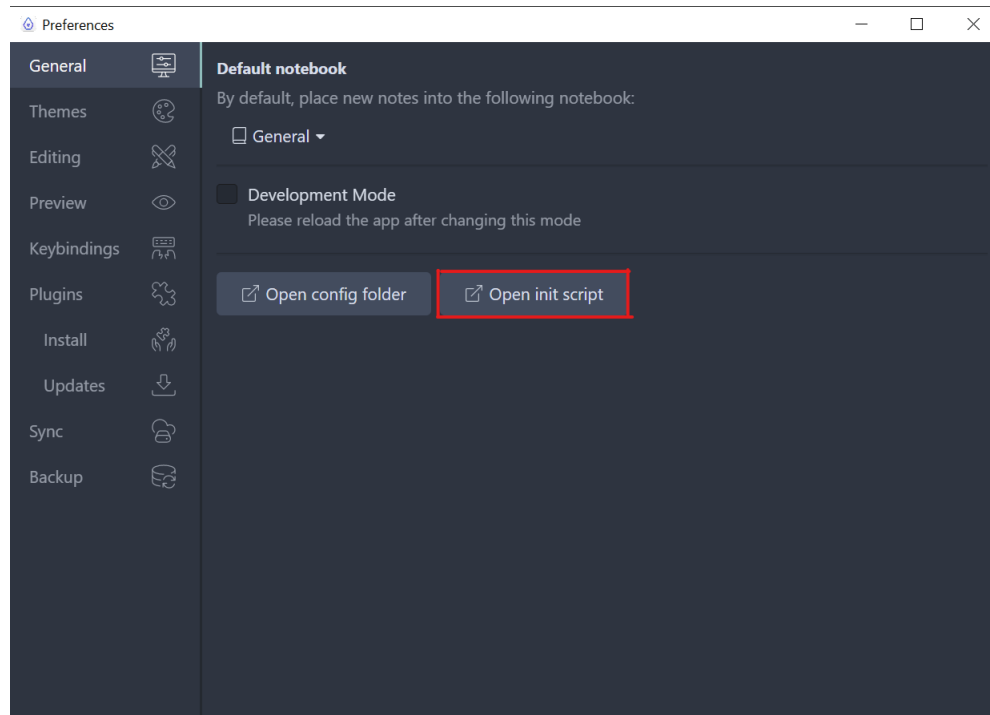 Preferences
General
Themes
Editing
Preview
Keybindings
Plugins
Install
Updates
Sync
Backup
Default notebook
By default, place new notes into the following notebook:
General
Development Mode
Please reload the app after changing this mode
Open config folder
Open init script